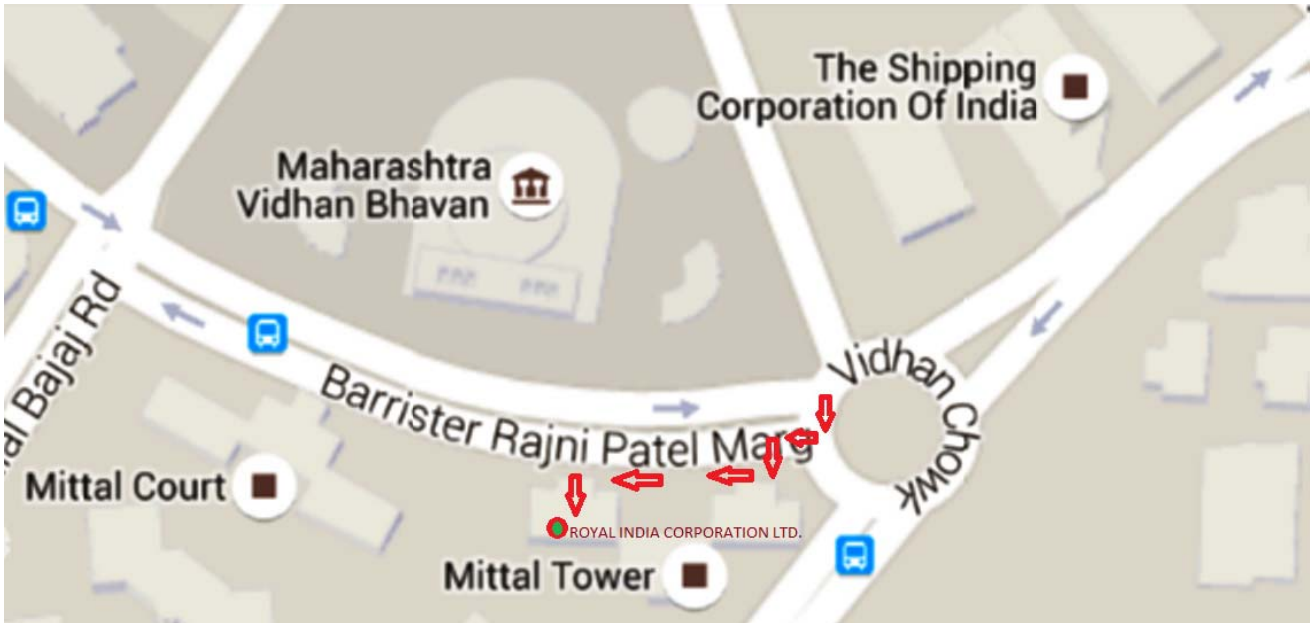 The Shipping
Corporation Of India
Maharashtra
Vidhan Bhavan
al Bajaj Rd
Barrister Rajni Patel Marg
Vidhan Chowk
Mittal Court
ROYAL INDIA CORPORATION LTD.
Mittal Tower